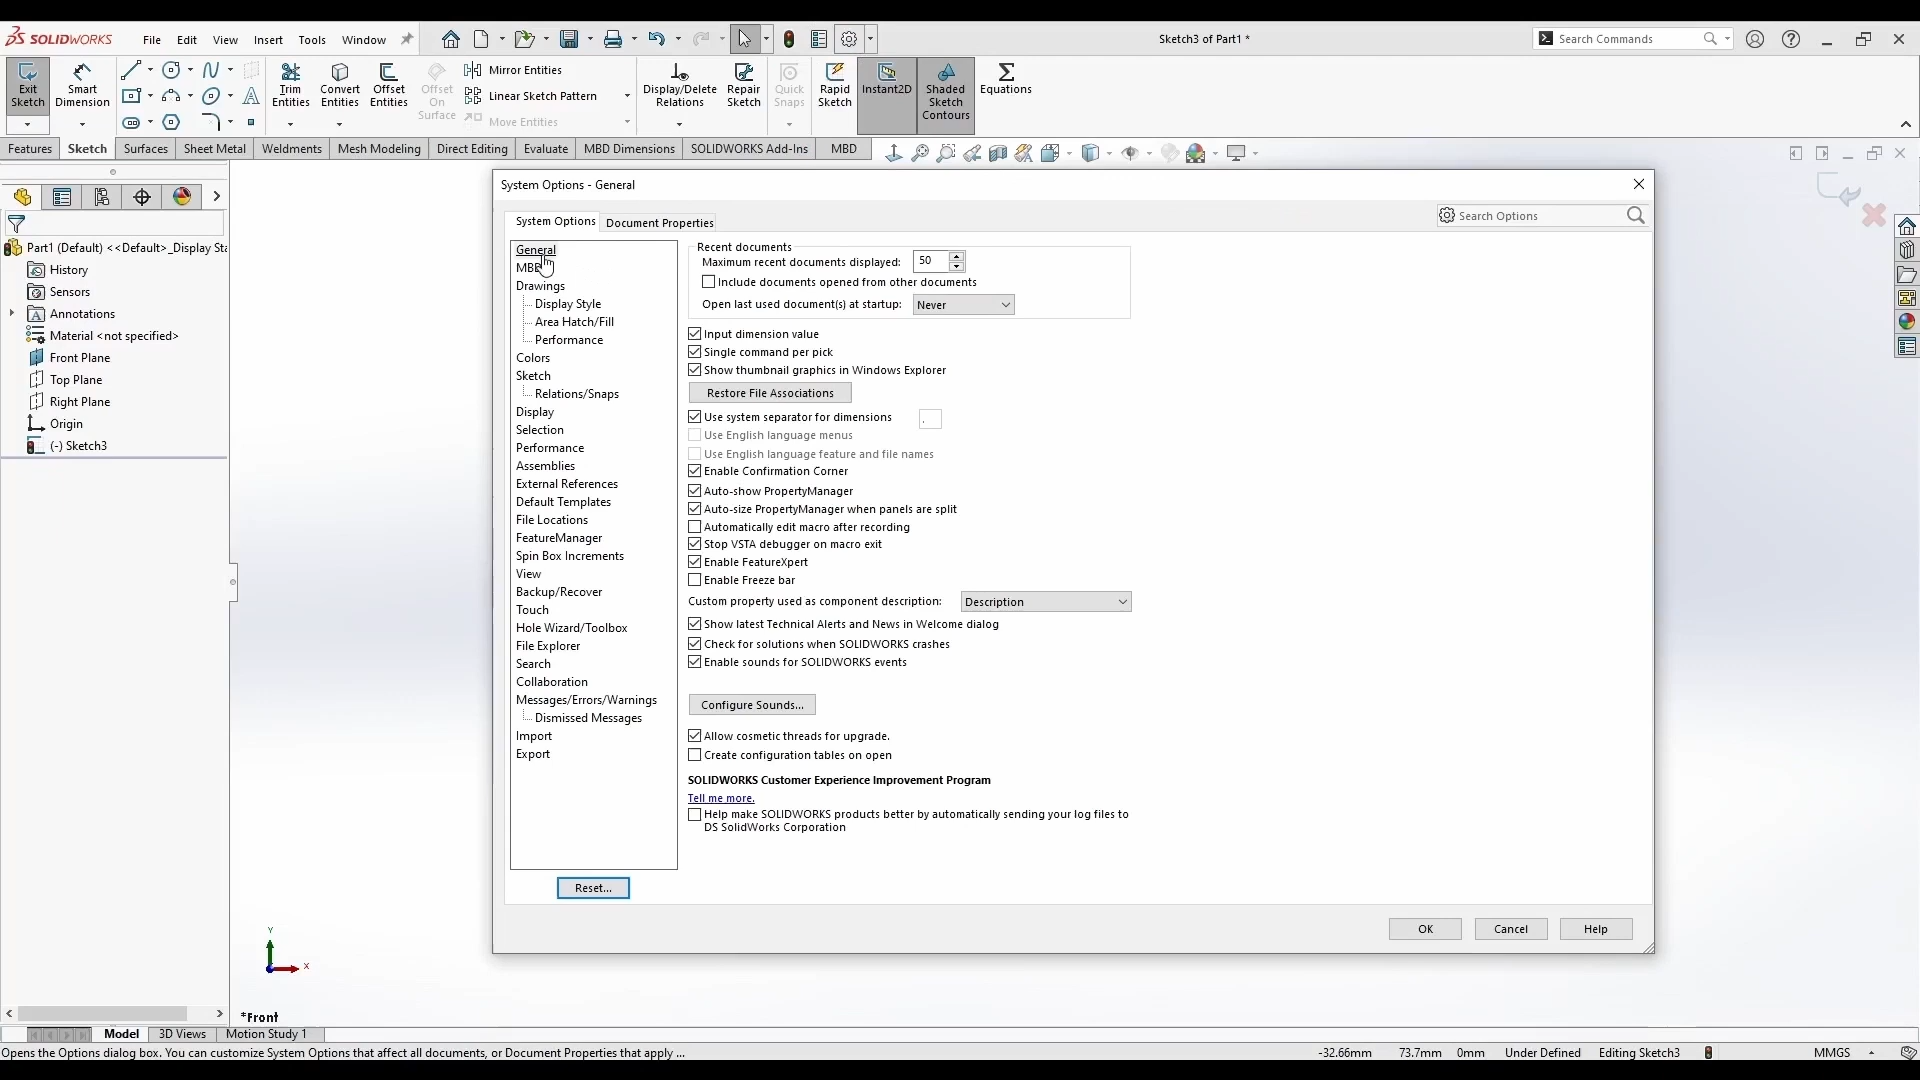 SOLIDWORKS
File Edit View Insert Tools Window
Sketch3 of Part1 *
Search Commands
Exit Sketch
Smart Dimension
Trim Entities
Convert Entities
Offset Entities
Offset On Surface
Mirror Entities
Linear Sketch Pattern
Move Entities
Display/Delete Relations
Repair Sketch
Quick Snaps
Rapid Sketch
Instant2D
Shaded Sketch Contours
Equations
Features Sketch Surfaces Sheet Metal Weldments Mesh Modeling Direct Editing Evaluate MBD Dimensions SOLIDWORKS Add-Ins MBD
Part1 (Default) <<Default>_Display Sta
History
Sensors
Annotations
Material <not specified>
Front Plane
Top Plane
Right Plane
Origin
(-) Sketch3
System Options - General
System Options Document Properties
Search Options
General
MBD
Drawings
Display Style
Area Hatch/Fill
Performance
Colors
Sketch
Relations/Snaps
Display
Selection
Performance
Assemblies
External References
Default Templates
File Locations
FeatureManager
Spin Box Increments
View
Backup/Recover
Touch
Hole Wizard/Toolbox
File Explorer
Search
Collaboration
Messages/Errors/Warnings
Dismissed Messages
Import
Export
Reset...
Recent documents
Maximum recent documents displayed: 50
Include documents opened from other documents
Open last used document(s) at startup: Never
Input dimension value
Single command per pick
Show thumbnail graphics in Windows Explorer
Restore File Associations
Use system separator for dimensions .
Use English language menus
Use English language feature and file names
Enable Confirmation Corner
Auto-show PropertyManager
Auto-size PropertyManager when panels are split
Automatically edit macro after recording
Stop VSTA debugger on macro exit
Enable FeatureXpert
Enable Freeze bar
Custom property used as component description: Description
Show latest Technical Alerts and News in Welcome dialog
Check for solutions when SOLIDWORKS crashes
Enable sounds for SOLIDWORKS events
Configure Sounds...
Allow cosmetic threads for upgrade.
Create configuration tables on open
SOLIDWORKS Customer Experience Improvement Program
Tell me more.
Help make SOLIDWORKS products better by automatically sending your log files to
DS SolidWorks Corporation
OK Cancel Help
Y
X
*Front
Model 3D Views Motion Study 1
Opens the Options dialog box. You can customize System Options that affect all documents, or Document Properties that apply ...
-32.66mm 73.7mm 0mm Under Defined Editing Sketch3 MMGS